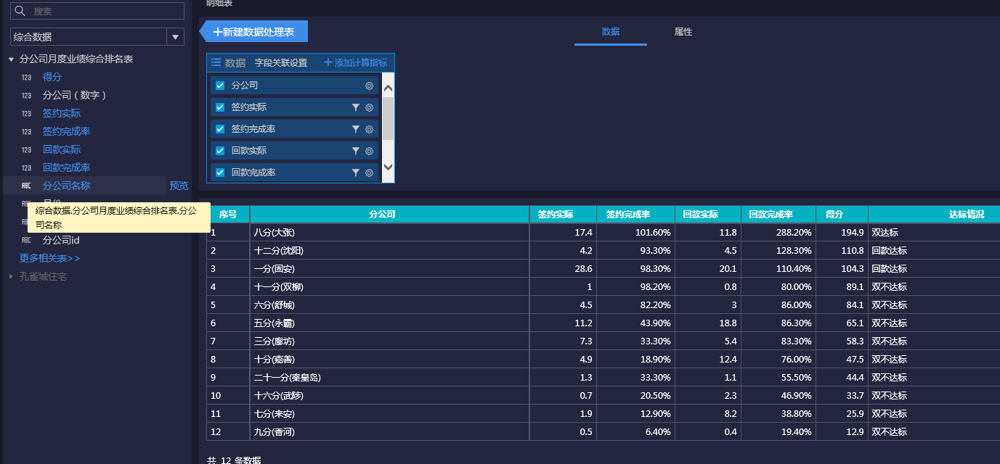 明细表
搜索
综合数据
分公司月度业绩综合排名表
123 得分
123 分公司(数字)
123 签约实际
123 签约完成率
123 回款实际
123 回款完成率
ABC 分公司名称 预览
综合数据.分公司月度业绩综合排名表.分公
司名称
ABC 分公司id
更多相关表>>
孔雀城住宅
+新建数据处理表
数据 属性
数据 字段关联设置 +添加计算指标
分公司
签约实际
签约完成率
回款实际
回款完成率
序号 分公司 签约实际 签约完成率 回款实际 回款完成率 得分 达标情况
1 八分(大张) 17.4 101.60% 11.8 288.20% 194.9 双达标
2 十二分(沈阳) 4.2 93.30% 4.5 128.30% 110.8 回款达标
3 一分(固安) 28.6 98.30% 20.1 110.40% 104.3 回款达标
4 十一分(双柳) 1 98.20% 0.8 80.00% 89.1 双不达标
5 六分(舒城) 4.5 82.20% 3 86.00% 84.1 双不达标
6 五分(永霸) 11.2 43.90% 18.8 86.30% 65.1 双不达标
7 三分(廊坊) 7.3 33.30% 5.4 83.30% 58.3 双不达标
8 十分(嘉善) 4.9 18.90% 12.4 76.00% 47.5 双不达标
9 二十一分(秦皇岛) 1.3 33.30% 1.1 55.50% 44.4 双不达标
10 十六分(武陟) 0.7 20.50% 2.3 46.90% 33.7 双不达标
11 七分(来安) 1.9 12.90% 8.2 38.80% 25.9 双不达标
12 九分(香河) 0.5 6.40% 0.4 19.40% 12.9 双不达标
共 12 条数据